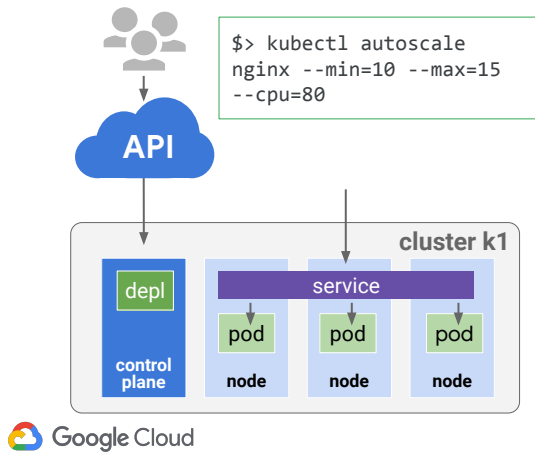 $> kubectl autoscale
nginx --min=10 --max=15
--cpu=80
API
cluster k1
depl
service
pod
pod
pod
control
plane
node
node
node
Google Cloud